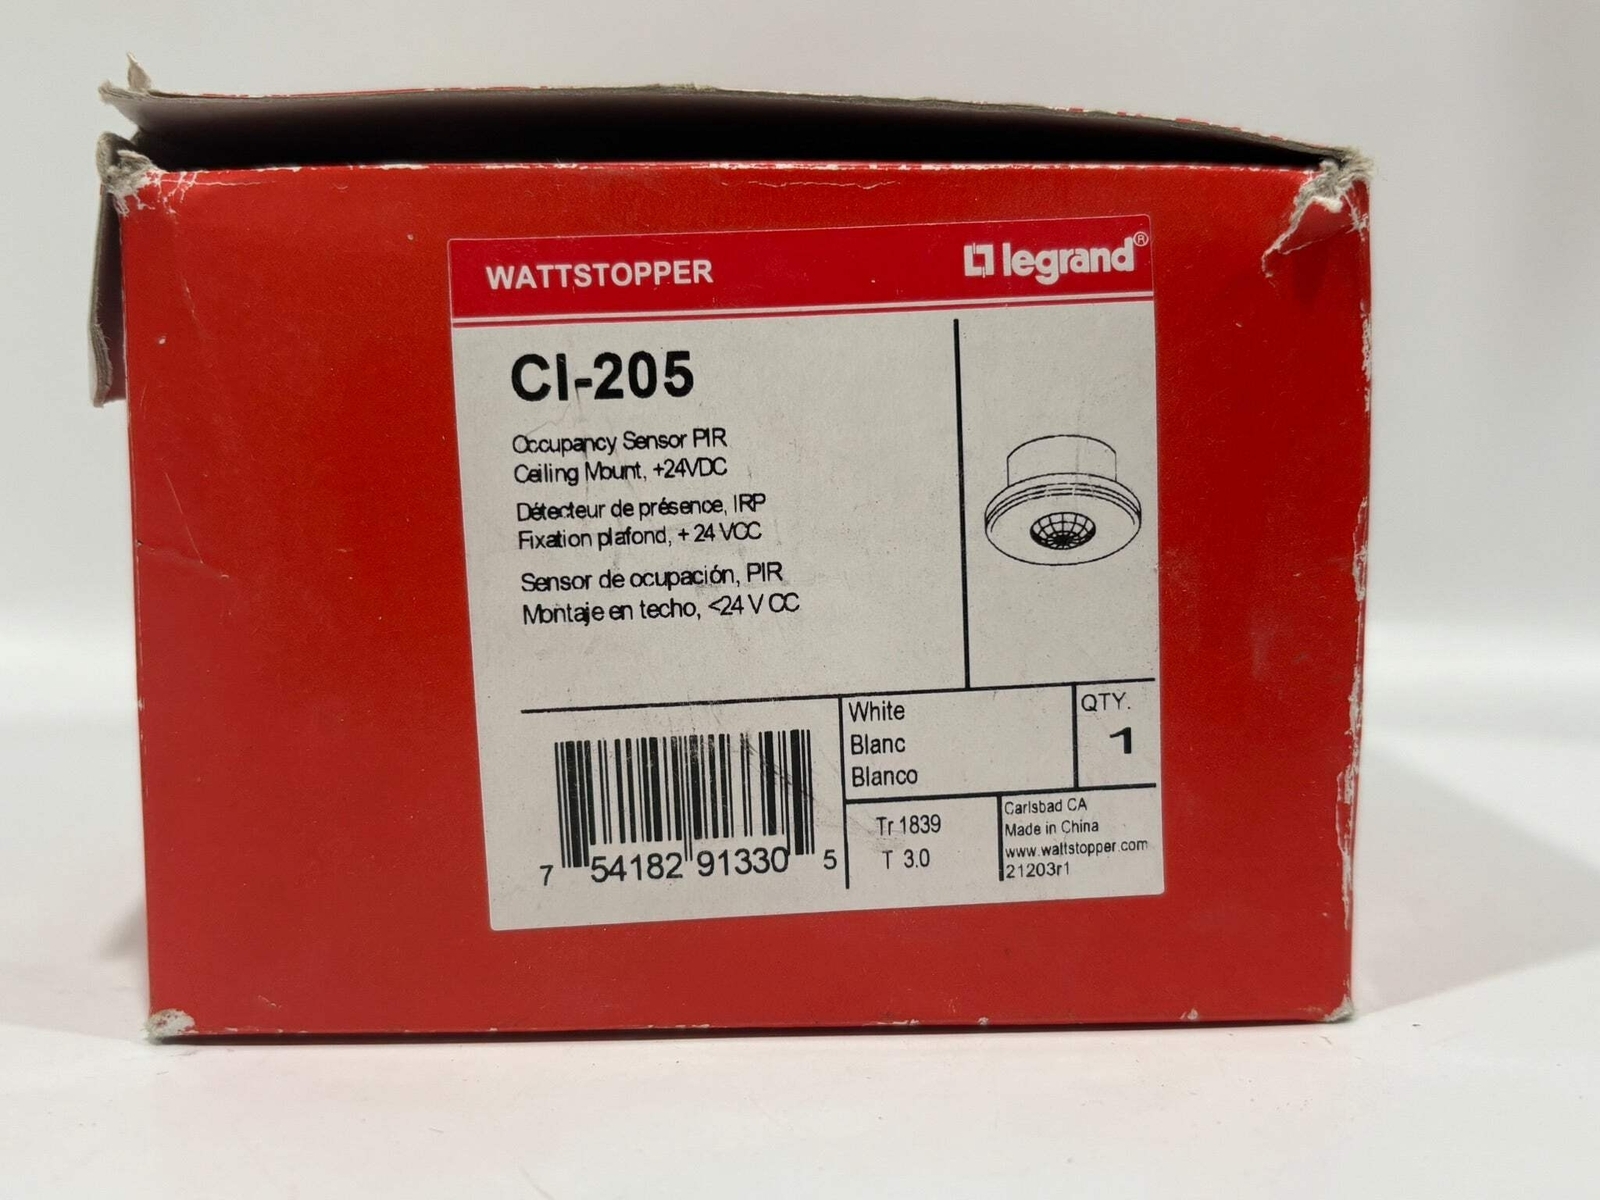 WATTSTOPPER
legrand®
CI-205
Occupancy Sensor PIR
Ceiling Mount, +24VDC
Détecteur de présence, IRP
Fixation plafond, + 24 VCC
Sensor de ocupación, PIR
Montaje en techo, <24 V CC
White
Blanc
Blanco
QTY.
1
7 54182 91330 5
Tr 1839
T 3.0
Carlsbad CA
Made in China
www.wattstopper.com
21203r1